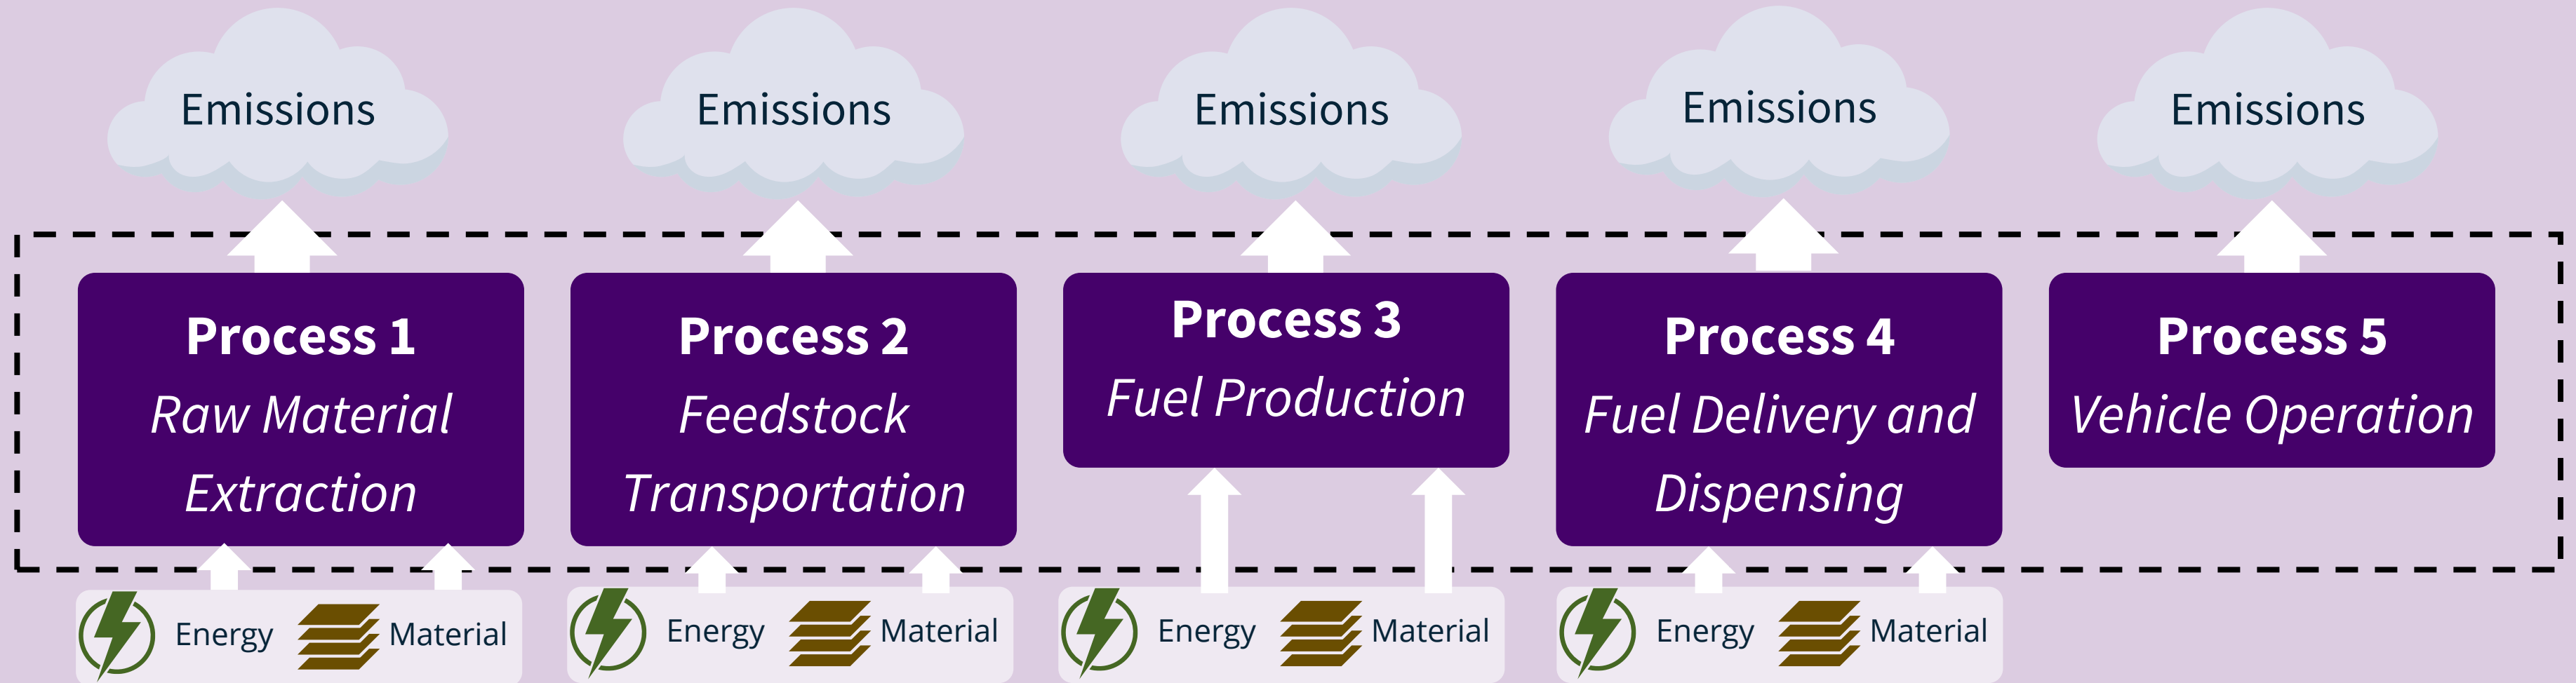 Emissions
Emissions
Emissions
Emissions
Emissions
Process 1
Raw Material
Extraction
Process 2
Feedstock
Transportation
Process 3
Fuel Production
Process 4
Fuel Delivery and
Dispensing
Process 5
Vehicle Operation
Energy
Material
Energy
Material
Energy
Material
Energy
Material